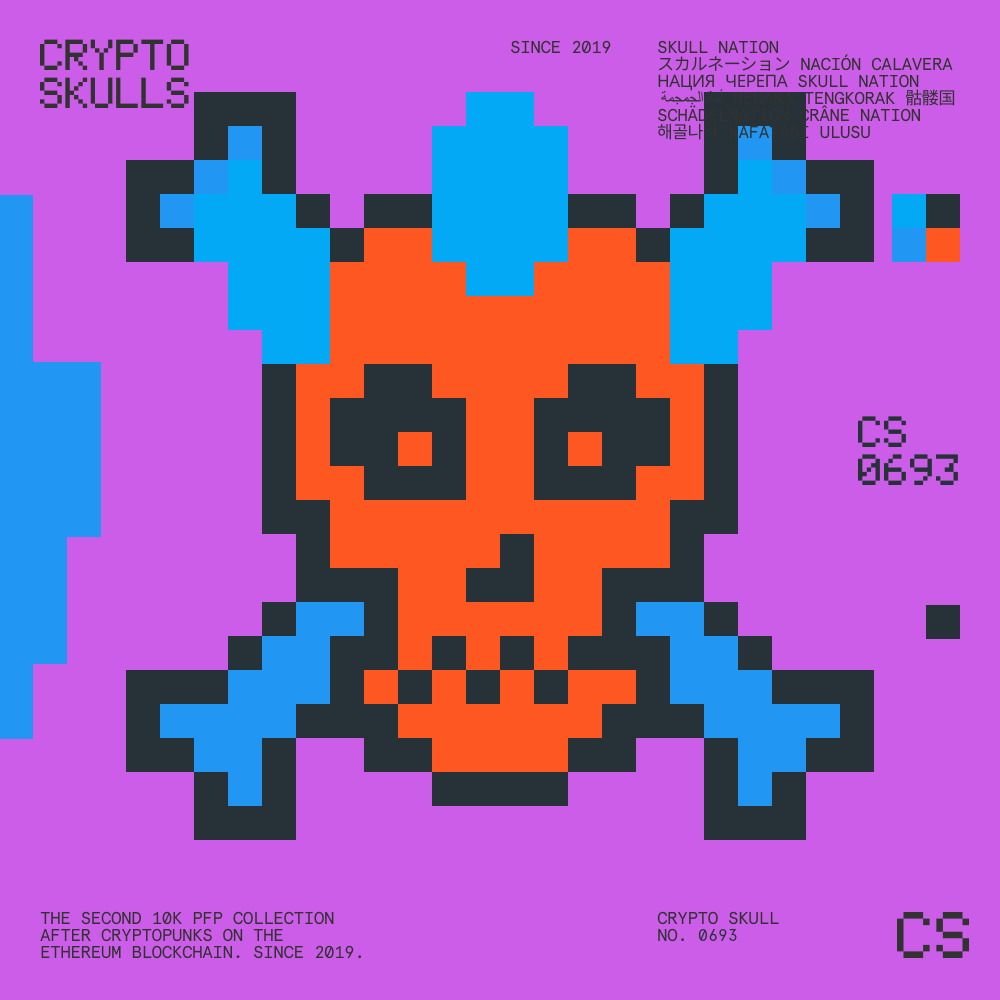 CRYPTO
SKULLS
SINCE 2019
SKULL NATION
スカルネーション NACIÓN CALAVERA
НАЦИЯ ЧЕРЕПА SKULL NATION
الجمجمة TENGKORAK 骷髅国
CRÂNE NATION
해골나 KAFA ULUSU
CS
0693
THE SECOND 10K PFP COLLECTION
AFTER CRYPTOPUNKS ON THE
ETHEREUM BLOCKCHAIN. SINCE 2019.
CRYPTO SKULL
NO. 0693
CS